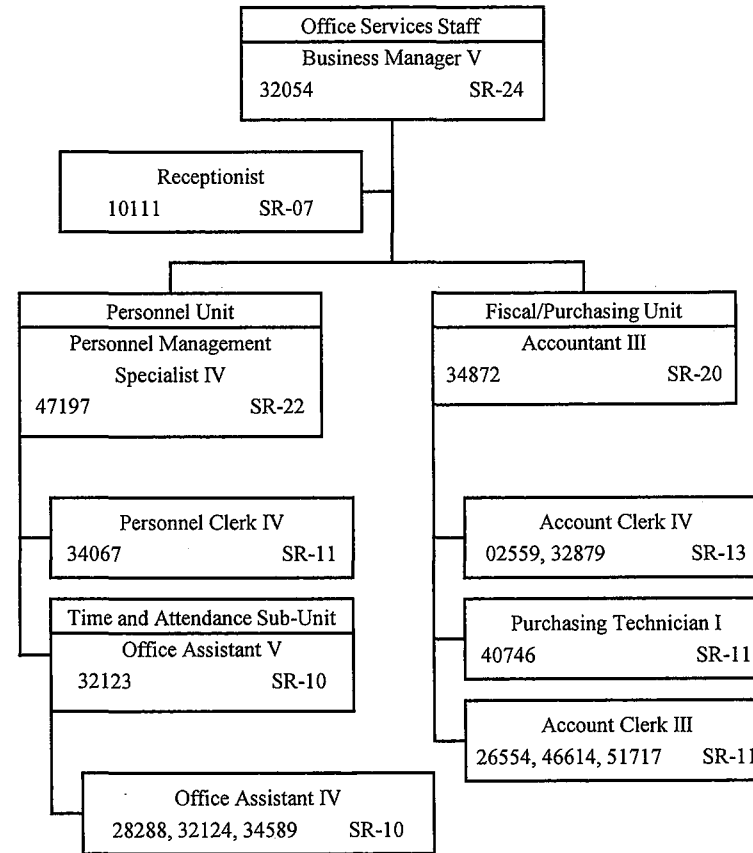 Office Services Staff
Business Manager V
32054 SR-24
Receptionist
10111 SR-07
Personnel Unit
Personnel Management
Specialist IV
47197 SR-22
Personnel Clerk IV
34067 SR-11
Time and Attendance Sub-Unit
Office Assistant V
32123 SR-10
Office Assistant IV
28288, 32124, 34589 SR-10
Fiscal/Purchasing Unit
Accountant III
34872 SR-20
Account Clerk IV
02559, 32879 SR-13
Purchasing Technician I
40746 SR-11
Account Clerk III
26554, 46614, 51717 SR-11